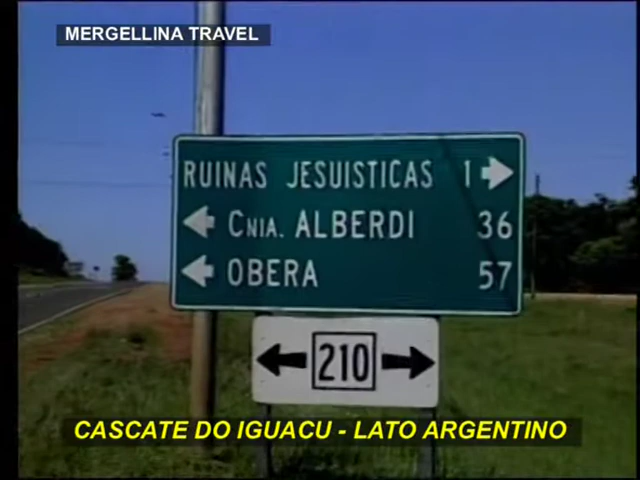 MERGELLINA TRAVEL
RUINAS JESUISTICAS 1
CNIA. ALBERDI 36
OBERA 57
210
CASCATE DO IGUACU - LATO ARGENTINO